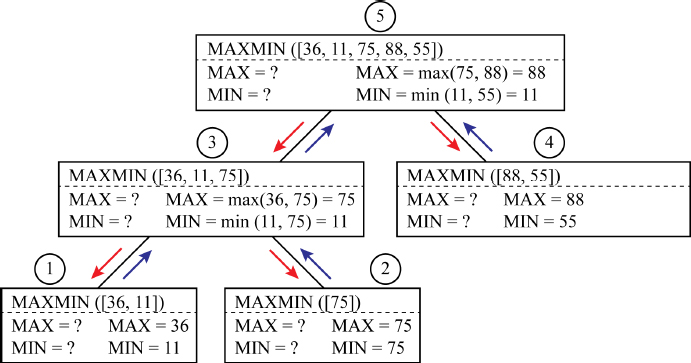 5
MAXMIN ([36, 11, 75, 88, 55])
MAX = ? MAX = max(75, 88) = 88
MIN = ? MIN = min (11, 55) = 11
3
MAXMIN ([36, 11, 75])
MAX = ? MAX = max(36, 75) = 75
MIN = ? MIN = min (11, 75) = 11
4
MAXMIN ([88, 55])
MAX = ? MAX = 88
MIN = ? MIN = 55
1
MAXMIN ([36, 11])
MAX = ? MAX = 36
MIN = ? MIN = 11
2
MAXMIN ([75])
MAX = ? MAX = 75
MIN = ? MIN = 75